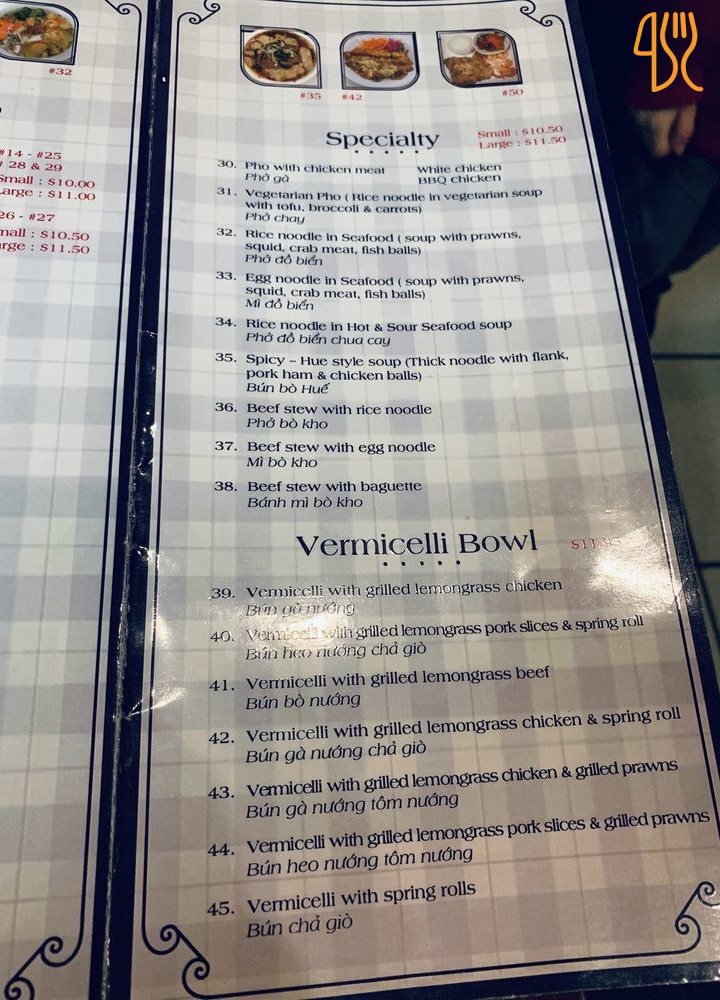 #32
#14 - #25
# 28 & 29
Small : $10.00
Large : $11.00
26 - #27
Small : $10.50
Large : $11.50
#35
#42
#50
Specialty
Small : $10.50
Large : $11.50
30. Pho with chicken meat White chicken
Phở gà BBQ chicken
31. Vegetarian Pho ( Rice noodle in vegetarian soup
with tofu, broccoli & carrots)
Phở chay
32. Rice noodle in Seafood ( soup with prawns,
squid, crab meat, fish balls)
Phở đồ biển
33. Egg noodle in Seafood ( soup with prawns,
squid, crab meat, fish balls)
Mì đồ biển
34. Rice noodle in Hot & Sour Seafood soup
Phở đồ biển chua cay
35. Spicy – Hue style soup (Thick noodle with flank,
pork ham & chicken balls)
Bún bò Huế
36. Beef stew with rice noodle
Phở bò kho
37. Beef stew with egg noodle
Mì bò kho
38. Beef stew with baguette
Bánh mì bò kho
Vermicelli Bowl
39. Vermicelli with grilled lemongrass chicken
Bún gà nướng
40. Vermicelli with grilled lemongrass pork slices & spring roll
Bún heo nướng chả giò
41. Vermicelli with grilled lemongrass beef
Bún bò nướng
42. Vermicelli with grilled lemongrass chicken & spring roll
Bún gà nướng chả giò
43. Vermicelli with grilled lemongrass chicken & grilled prawns
Bún gà nướng tôm nướng
44. Vermicelli with grilled lemongrass pork slices & grilled prawns
Bún heo nướng tôm nướng
45. Vermicelli with spring rolls
Bún chả giò